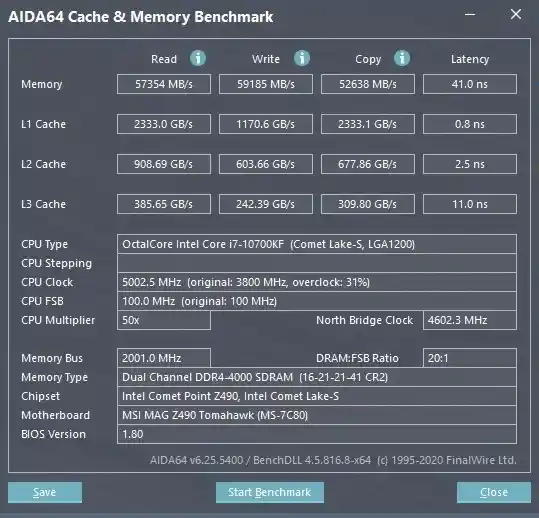 AIDA64 Cache & Memory Benchmark
Read Write Copy Latency
Memory 57354 MB/s 59185 MB/s 52638 MB/s 41.0 ns
L1 Cache 2333.0 GB/s 1170.6 GB/s 2333.1 GB/s 0.8 ns
L2 Cache 908.69 GB/s 603.66 GB/s 677.86 GB/s 2.5 ns
L3 Cache 385.65 GB/s 242.39 GB/s 309.80 GB/s 11.0 ns
CPU Type OctalCore Intel Core i7-10700KF (Comet Lake-S, LGA1200)
CPU Stepping
CPU Clock 5002.5 MHz (original: 3800 MHz, overclock: 31%)
CPU FSB 100.0 MHz (original: 100 MHz)
CPU Multiplier 50x North Bridge Clock 4602.3 MHz
Memory Bus 2001.0 MHz DRAM:FSB Ratio 20:1
Memory Type Dual Channel DDR4-4000 SDRAM (16-21-21-41 CR2)
Chipset Intel Comet Point Z490, Intel Comet Lake-S
Motherboard MSI MAG Z490 Tomahawk (MS-7C80)
BIOS Version 1.80
AIDA64 v6.25.5400 / BenchDLL 4.5.816.8-x64 (c) 1995-2020 FinalWire Ltd.
Save Start Benchmark Close